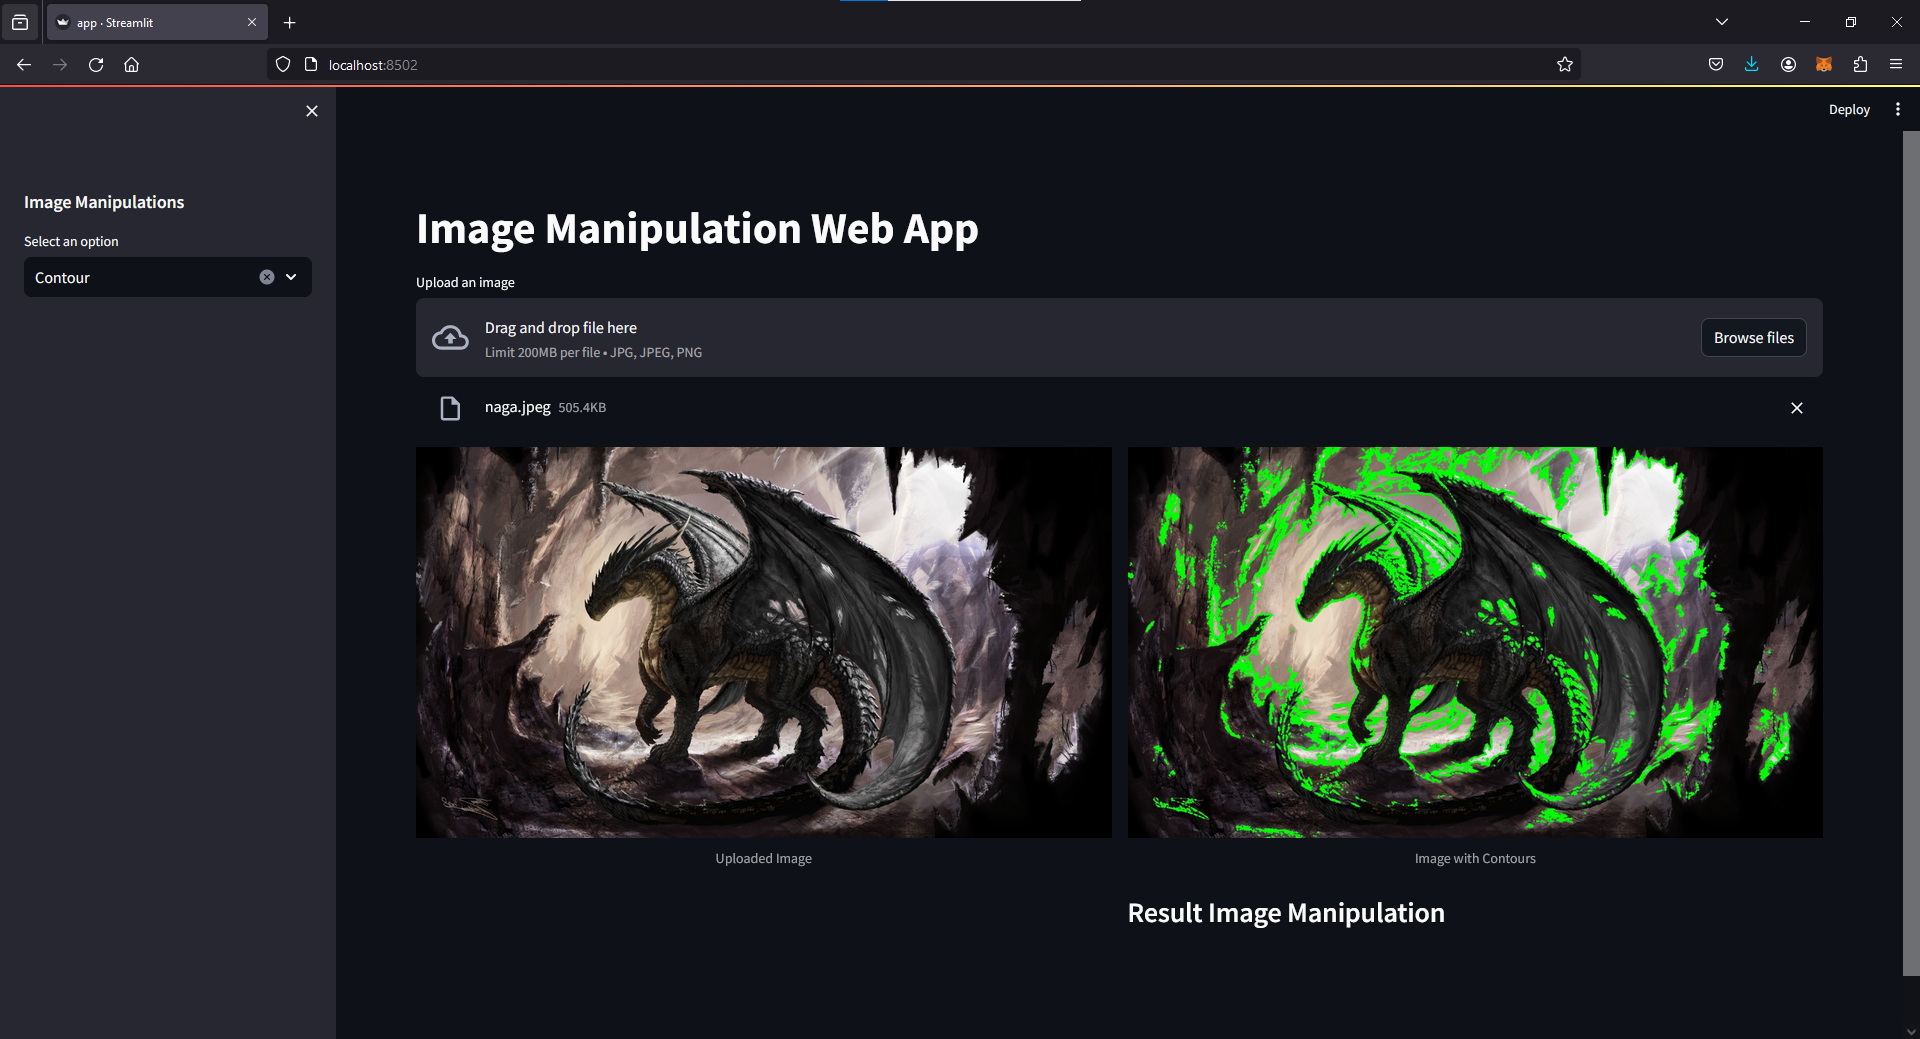 app · Streamlit
localhost:8502
Deploy
Image Manipulations
Select an option
Contour
Image Manipulation Web App
Upload an image
Drag and drop file here
Limit 200MB per file • JPG, JPEG, PNG
Browse files
naga.jpeg 505.4KB
Uploaded Image
Image with Contours
Result Image Manipulation